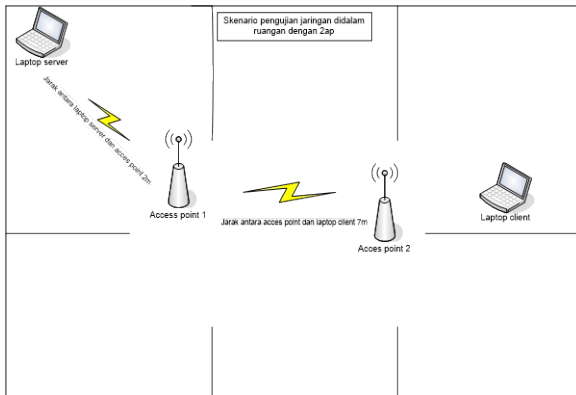 Skenario pengujian jaringan didalam
ruangan dengan 2ap
Laptop server
Jarak antara laptop server dan acces point 2m
Access point 1
Jarak antara acces point dan laptop client 7m
Acces point 2
Laptop client